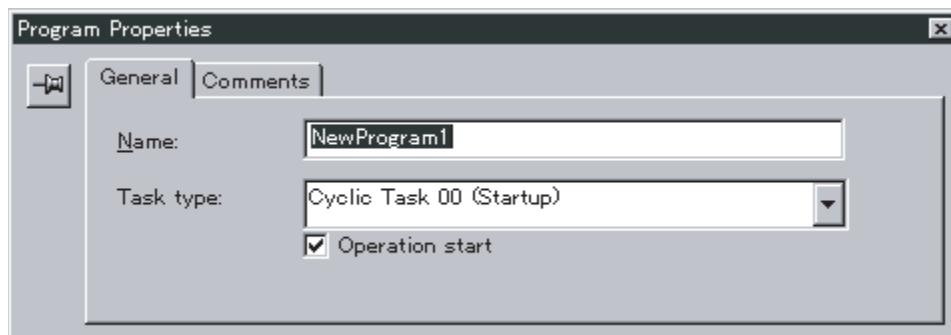 Program Properties
General Comments
Name: NewProgram1
Task type: Cyclic Task 00 (Startup)
Operation start